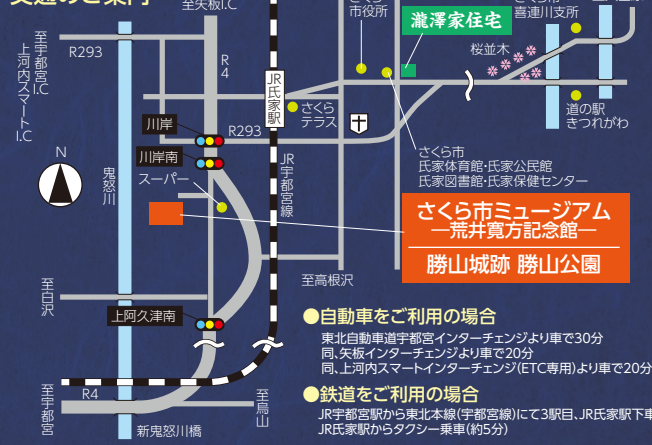 交通のご案内
至矢板I.C
さくら
市役所
瀧澤家住宅
喜連川支所
桜並木
至宇都宮I.C
上河内スマートI.C
R293
R4
JR氏家駅
さくら
テラス
道の駅
きつれがわ
川岸
R293
川岸南
さくら市
氏家体育館・氏家公民館
氏家図書館・氏家保健センター
N
鬼怒川
スーパー
JR宇都宮線
さくら市ミュージアム
―荒井寛方記念館―
勝山城跡 勝山公園
至高根沢
至白沢
上阿久津南
●自動車をご利用の場合
東北自動車道宇都宮インターチェンジより車で30分
同、矢板インターチェンジより車で20分
同、上河内スマートインターチェンジ(ETC専用)より車で20分
●鉄道をご利用の場合
JR宇都宮駅から東北本線(宇都宮線)にて3駅目、JR氏家駅下車
JR氏家駅からタクシー乗車(約5分)
至宇都宮
R4
至烏山
新鬼怒川橋